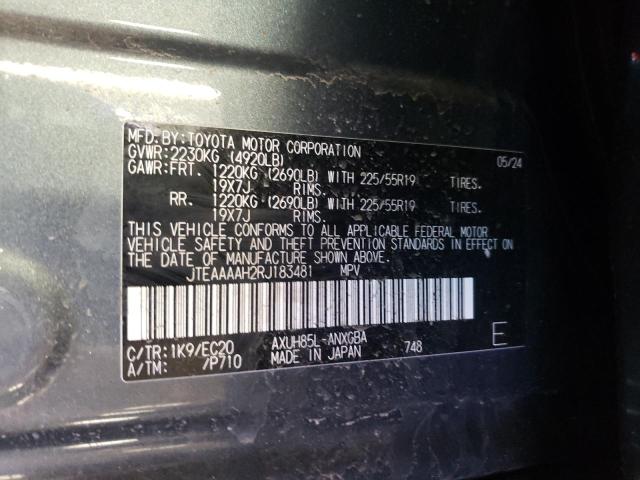 MFD.BY:TOYOTA MOTOR CORPORATION 05/24
GVWR:2230KG (4920LB)
GAWR:FRT. 1220KG (2690LB) WITH 225/55R19 TIRES.
19X7J RIMS.
RR. 1220KG (2690LB) WITH 225/55R19 TIRES.
19X7J RIMS.
THIS VEHICLE CONFORMS TO ALL APPLICABLE FEDERAL MOTOR
VEHICLE SAFETY AND THEFT PREVENTION STANDARDS IN EFFECT ON
THE DATE OF MANUFACTURE SHOWN ABOVE.
JTEAAAAH2RJ183481 MPV
C/TR:1K9/EC20 AXUH85L-ANXGBA E
A/TM: /P710 MADE IN JAPAN 748